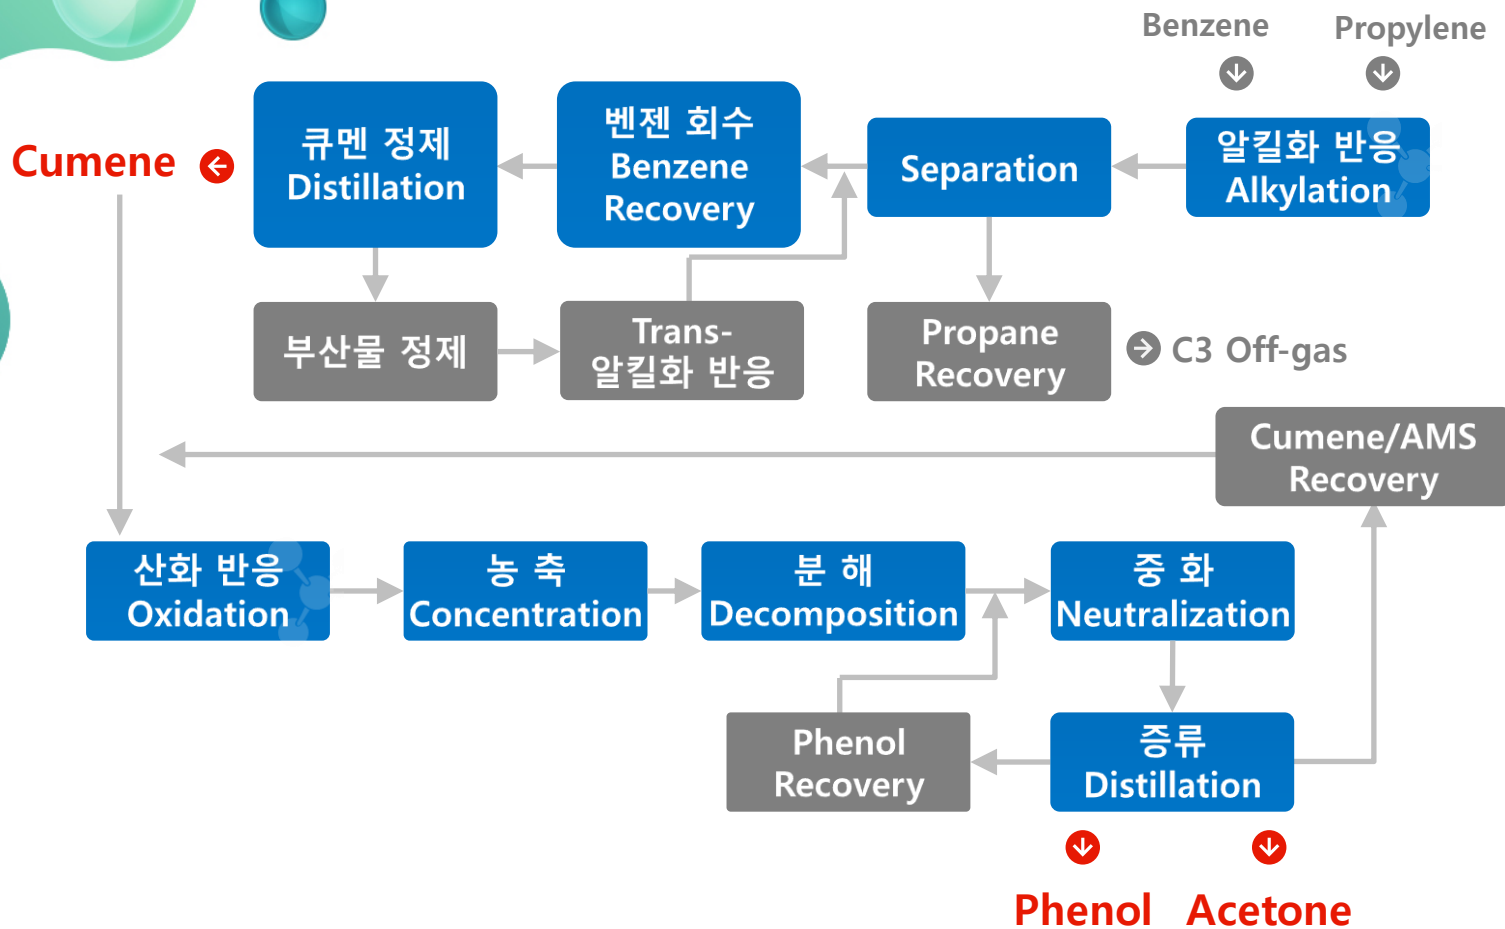 Benzene
Propylene
Cumene
큐멘 정제
Distillation
벤젠 회수
Benzene
Recovery
Separation
알킬화 반응
Alkylation
부산물 정제
Trans-
알킬화 반응
Propane
Recovery
C3 Off-gas
Cumene/AMS
Recovery
산화 반응
Oxidation
농 축
Concentration
분 해
Decomposition
중 화
Neutralization
Phenol
Recovery
증류
Distillation
Phenol
Acetone